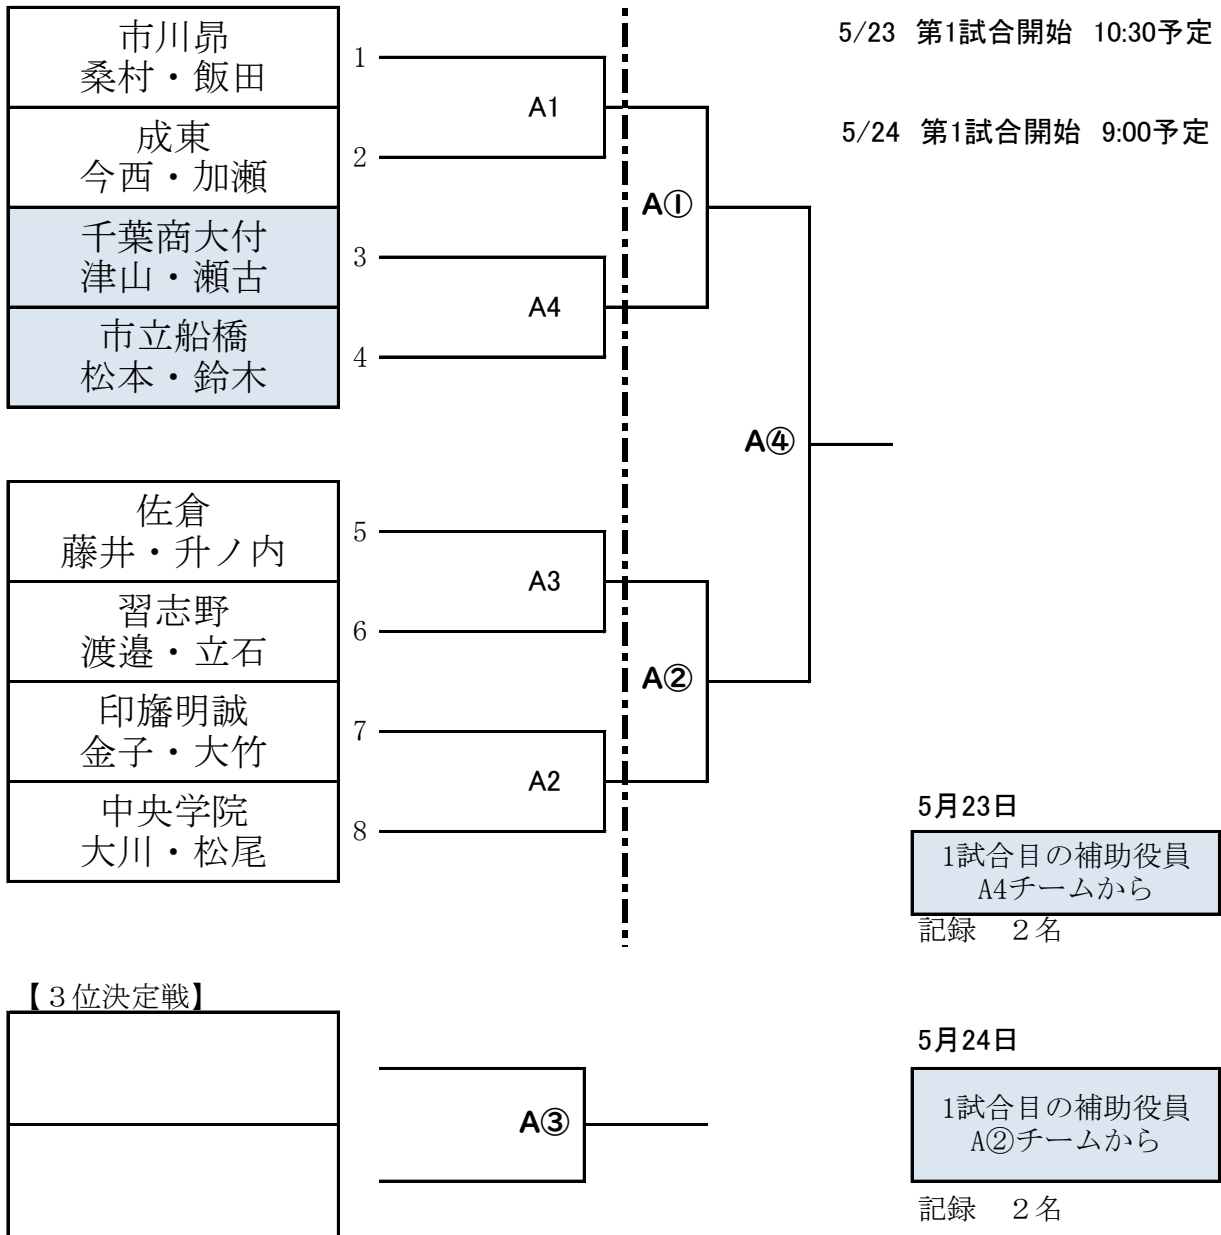 市川昴
桑村・飯田
成東
今西・加瀬
千葉商大付
津山・瀬古
市立船橋
松本・鈴木
1
2
3
4
A1
A4
A①
5/23 第1試合開始 10:30予定
5/24 第1試合開始 9:00予定
A④
佐倉
藤井・升ノ内
習志野
渡邉・立石
印旛明誠
金子・大竹
中央学院
大川・松尾
5
6
7
8
A3
A2
A②
5月23日
1試合目の補助役員
A4チームから
記録 2名
【３位決定戦】
A③
5月24日
1試合目の補助役員
A②チームから
記録 2名